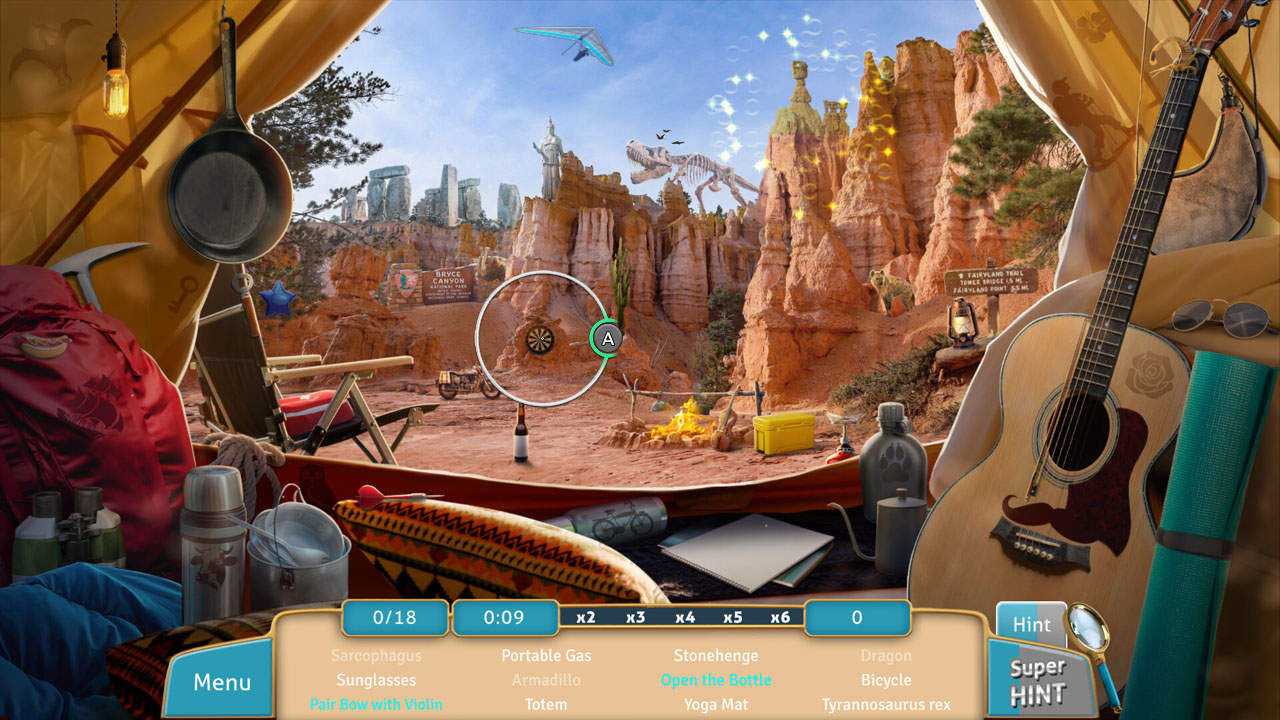 BRYCE
CANYON
NATIONAL PARK
FAIRYLAND TRAIL
TOWER BRIDGE 1.5 MI.
FAIRYLAND POINT 5.5 MI.
A
0/18
0:09
x2 x3 x4 x5 x6
0
Hint
Super
HINT
Menu
Sarcophagus Portable Gas Stonehenge Dragon
Sunglasses Armadillo Open the Bottle Bicycle
Pair Bow with Violin Totem Yoga Mat Tyrannosaurus rex